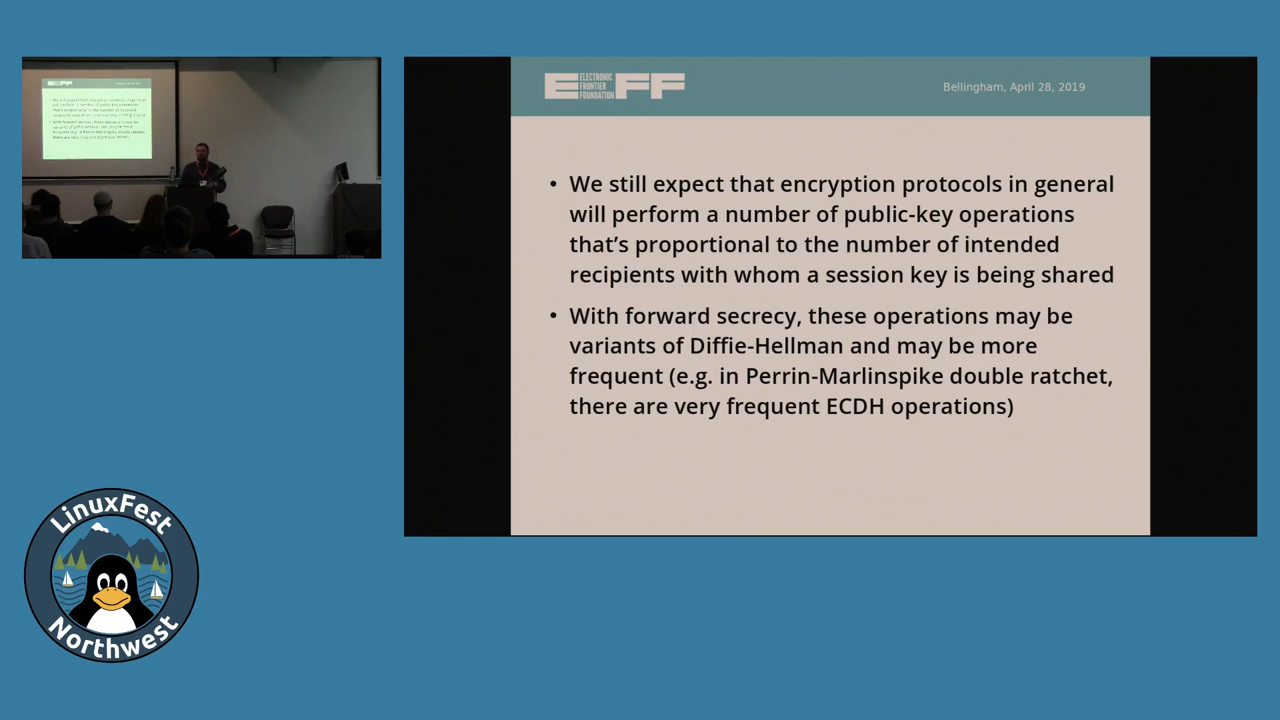 ELECTRONIC
FRONTIER
FOUNDATION
EFF
Bellingham, April 28, 2019
• We still expect that encryption protocols in general
will perform a number of public-key operations
that’s proportional to the number of intended
recipients with whom a session key is being shared
• With forward secrecy, these operations may be
variants of Diffie-Hellman and may be more
frequent (e.g. in Perrin-Marlinspike double ratchet,
there are very frequent ECDH operations)
LinuxFest
Northwest